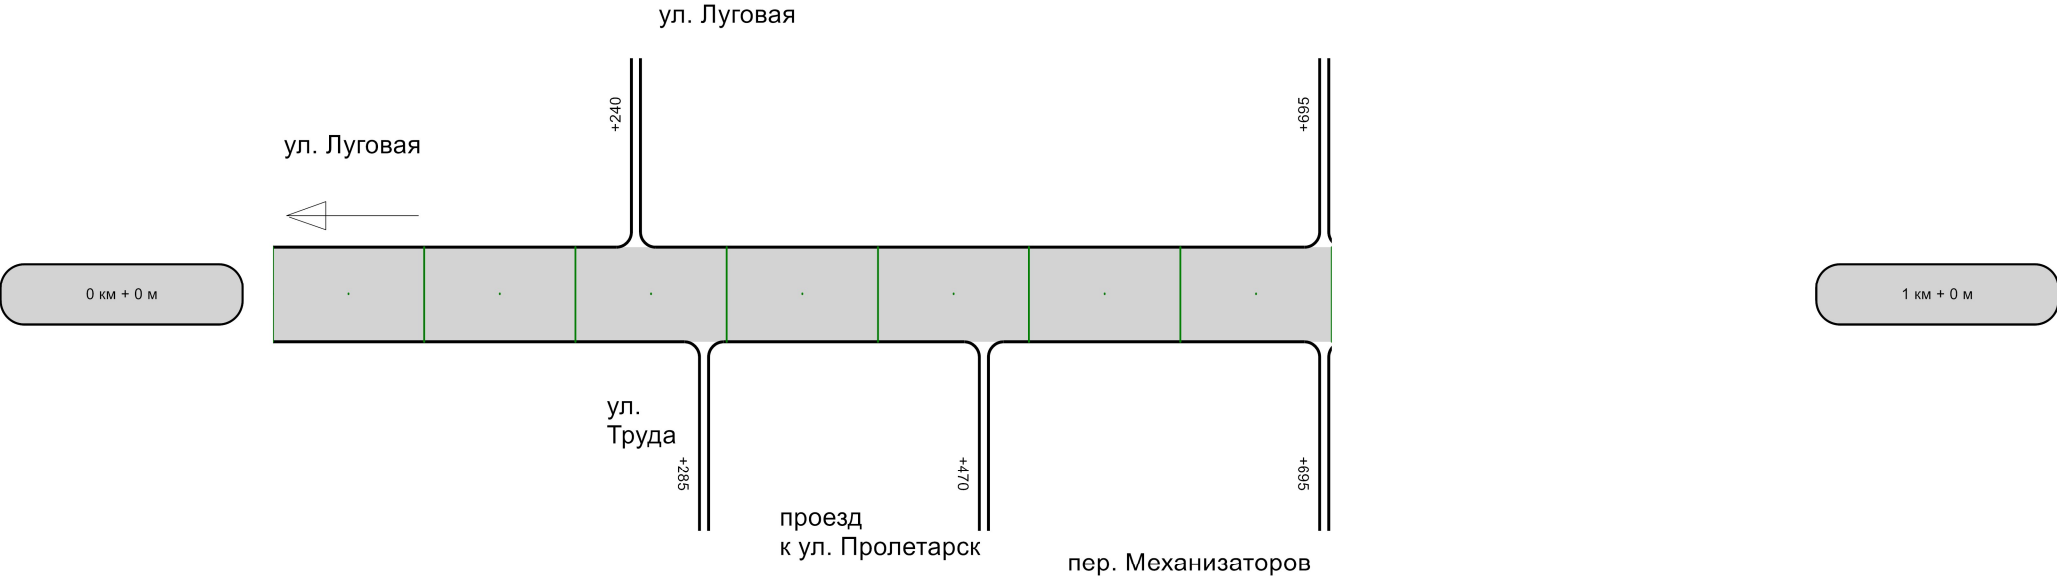 ул. Луговая
+240
+695
ул. Луговая
0 км + 0 м
1 км + 0 м
ул.
Труда
+285
+470
+695
проезд
к ул. Пролетарск
пер. Механизаторов